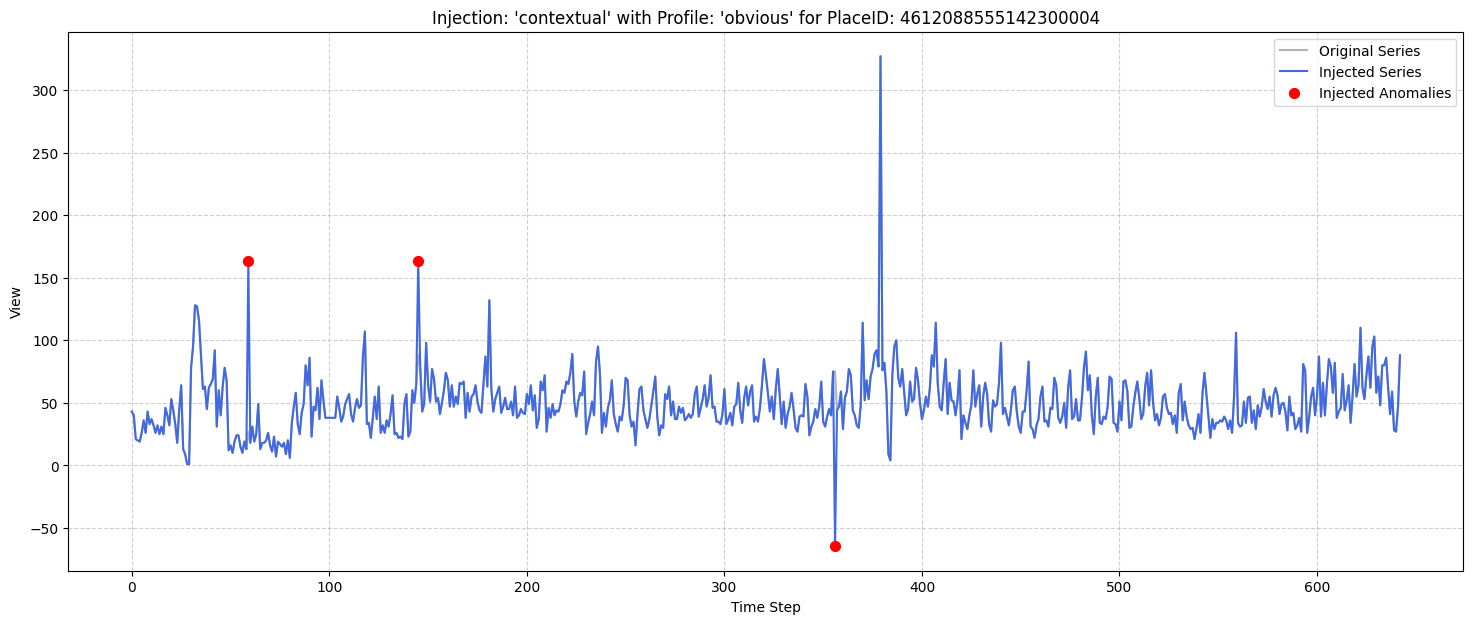 Injection: 'contextual' with Profile: 'obvious' for PlaceID: 4612088555142300004
Original Series
Injected Series
Injected Anomalies
View
300
250
200
150
100
50
0
−50
0 100 200 300 400 500 600
Time Step